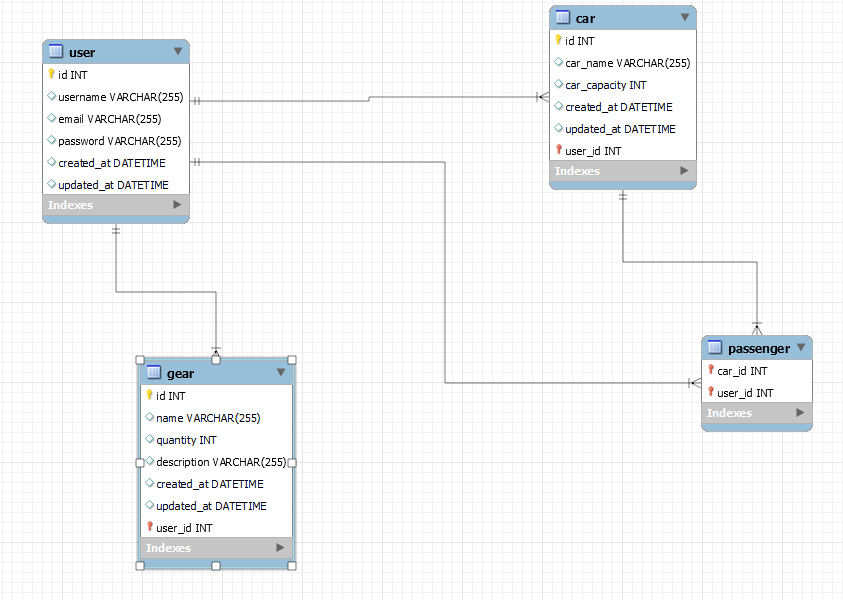 user
id INT
username VARCHAR(255)
email VARCHAR(255)
password VARCHAR(255)
created_at DATETIME
updated_at DATETIME
Indexes
car
id INT
car_name VARCHAR(255)
car_capacity INT
created_at DATETIME
updated_at DATETIME
user_id INT
Indexes
gear
id INT
name VARCHAR(255)
quantity INT
description VARCHAR(255)
created_at DATETIME
updated_at DATETIME
user_id INT
Indexes
passenger
car_id INT
user_id INT
Indexes